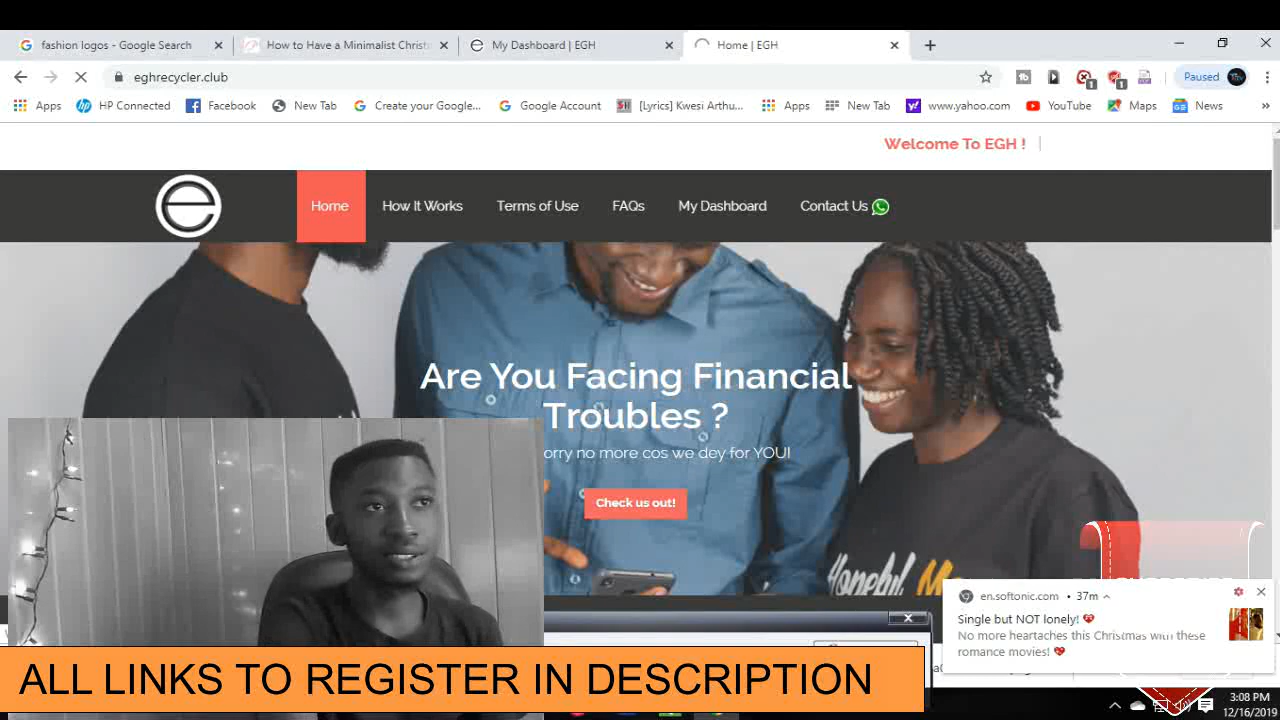 fashion logos - Google Search
How to Have a Minimalist Christm
My Dashboard | EGH
Home | EGH
eghrecycler.club
Paused
Apps
HP Connected
Facebook
New Tab
Create your Google...
Google Account
[Lyrics] Kwesi Arthu...
Apps
New Tab
www.yahoo.com
YouTube
Maps
News
Welcome To EGH !
Home
How It Works
Terms of Use
FAQs
My Dashboard
Contact Us
Are You Facing Financial
Troubles ?
orry no more cos we dey for YOU!
Check us out!
en.softonic.com • 37m
Single but NOT lonely!
No more heartaches this Christmas with these
romance movies!
ALL LINKS TO REGISTER IN DESCRIPTION
3:08 PM
12/16/2019